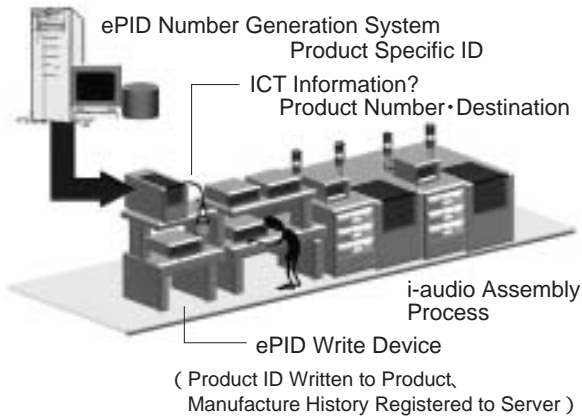 ePID Number Generation System
Product Specific ID
ICT Information?
Product Number・Destination
i-audio Assembly
Process
ePID Write Device
( Product ID Written to Product、
Manufacture History Registered to Server )